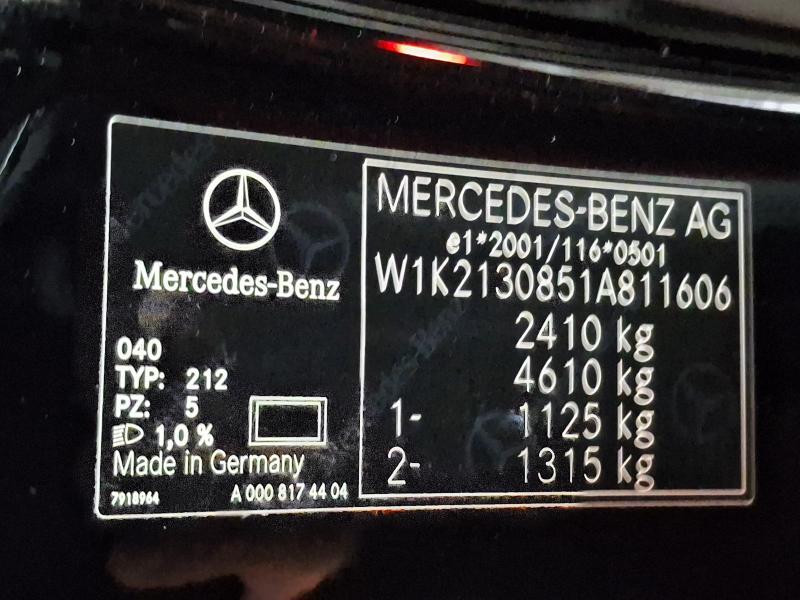 Mercedes-Benz
040
TYP: 212
PZ: 5
1,0 %
Made in Germany
7918964
A 000 817 44 04
MERCEDES-BENZ AG
e1*2001/116*0501
W1K2130851A811606
2410 kg
4610 kg
1- 1125 kg
2- 1315 kg